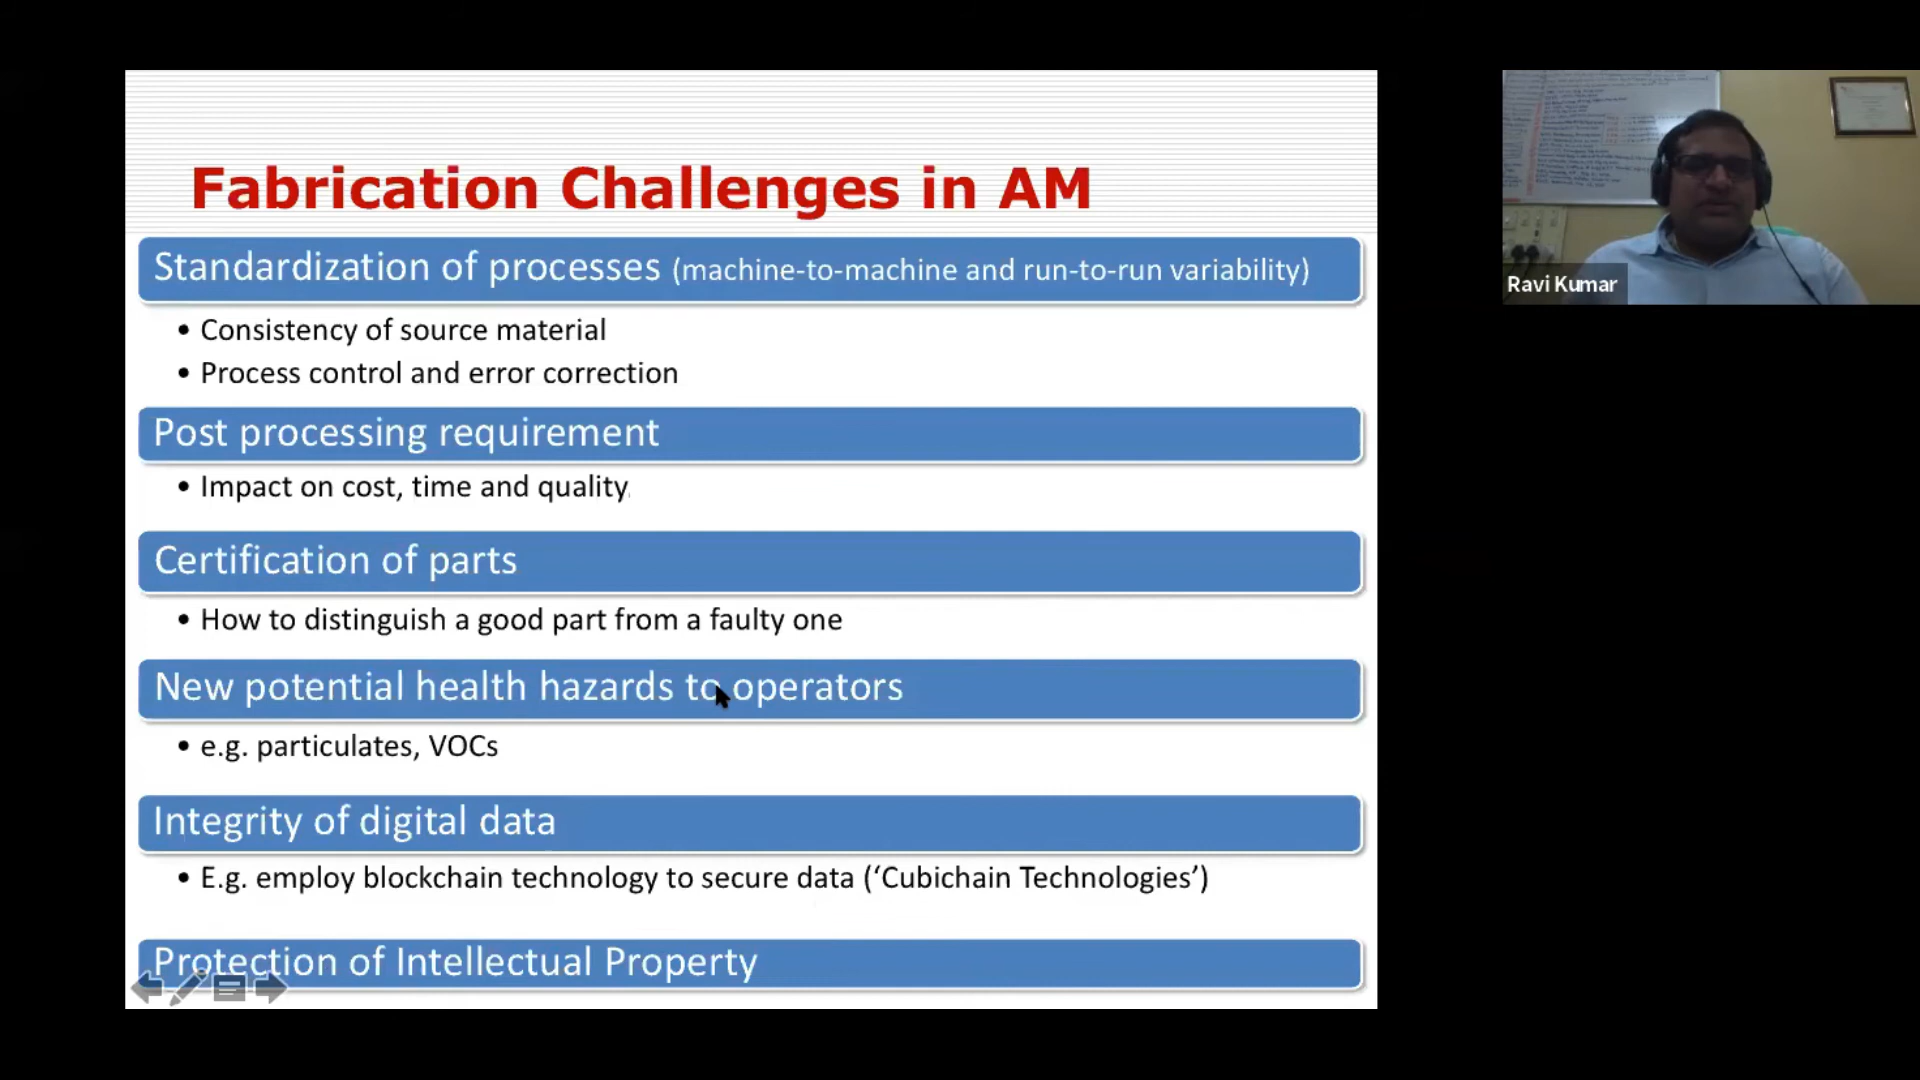 Fabrication Challenges in AM
Standardization of processes (machine-to-machine and run-to-run variability)
• Consistency of source material
• Process control and error correction
Post processing requirement
• Impact on cost, time and quality
Certification of parts
• How to distinguish a good part from a faulty one
New potential health hazards to operators
• e.g. particulates, VOCs
Integrity of digital data
• E.g. employ blockchain technology to secure data (‘Cubichain Technologies’)
Protection of Intellectual Property
Ravi Kumar